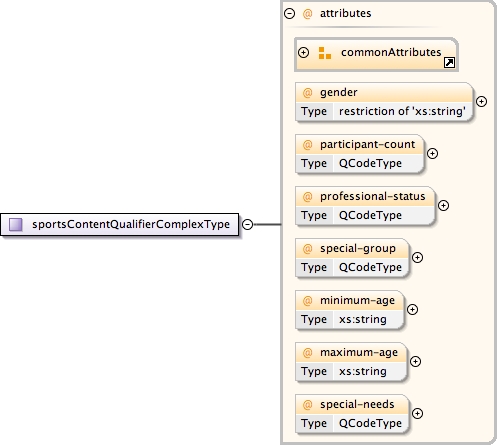 @ attributes
commonAttributes
@ gender
Type restriction of 'xs:string'
@ participant-count
Type QCodeType
@ professional-status
Type QCodeType
sportsContentQualifierComplexType
@ special-group
Type QCodeType
@ minimum-age
Type xs:string
@ maximum-age
Type xs:string
@ special-needs
Type QCodeType